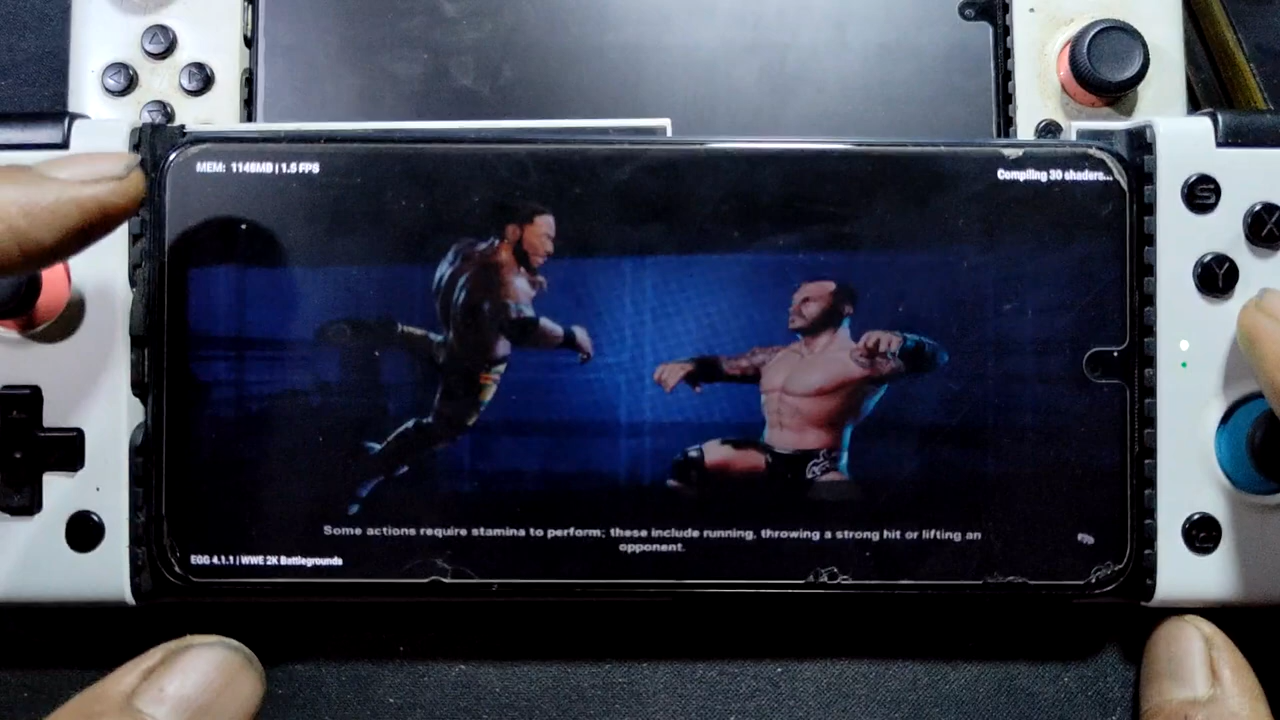 MEM: 1148MB | 1.5 FPS
Compiling 30 shaders...
S
X
Y
Some actions require stamina to perform; these include running, throwing a strong hit or lifting an
opponent.
EGG 4.1.1 | WWE 2K Battlegrounds